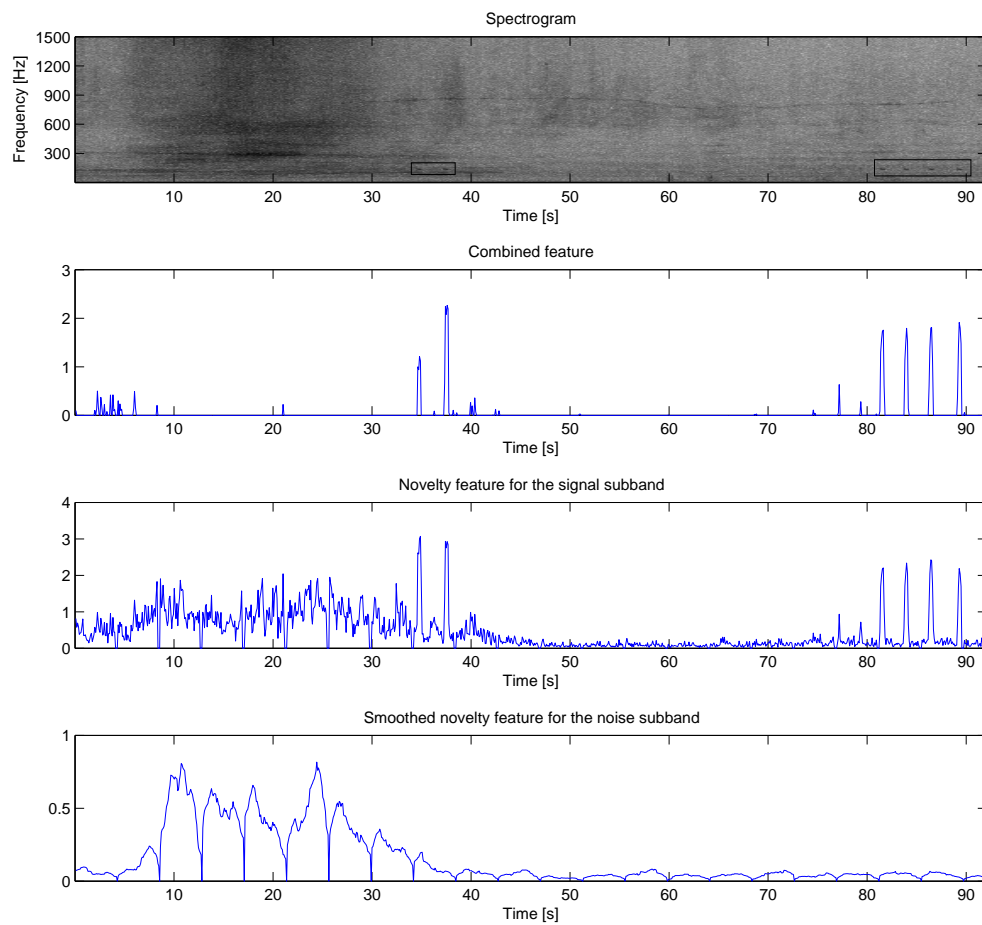 Spectrogram
1500
1200
900
600
300
Frequency [Hz]
10 20 30 40 50 60 70 80 90
Time [s]
Combined feature
3
2
1
0
10 20 30 40 50 60 70 80 90
Time [s]
Novelty feature for the signal subband
4
3
2
1
0
10 20 30 40 50 60 70 80 90
Time [s]
Smoothed novelty feature for the noise subband
1
0.5
0
10 20 30 40 50 60 70 80 90
Time [s]